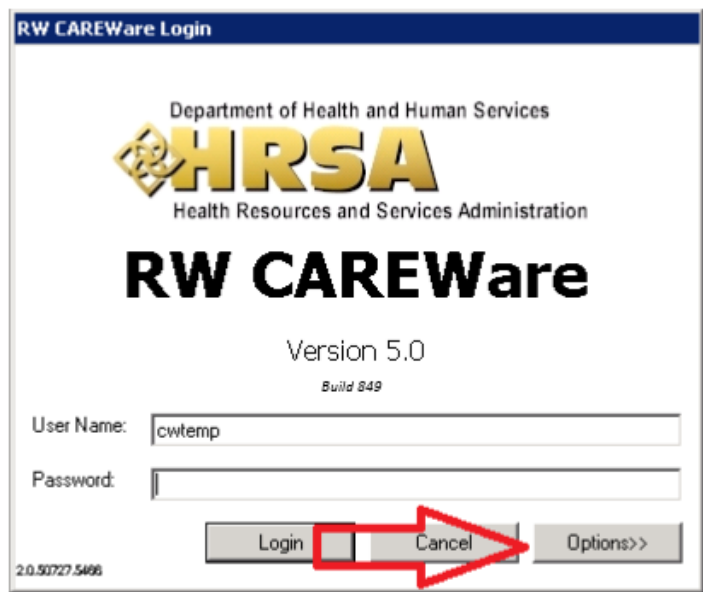 RW CAREWare Login
Department of Health and Human Services
HRSA
Health Resources and Services Administration
RW CAREWare
Version 5.0
Build 849
User Name: cwtemp
Password:
Login Cancel Options>>
2.0.50727.5466